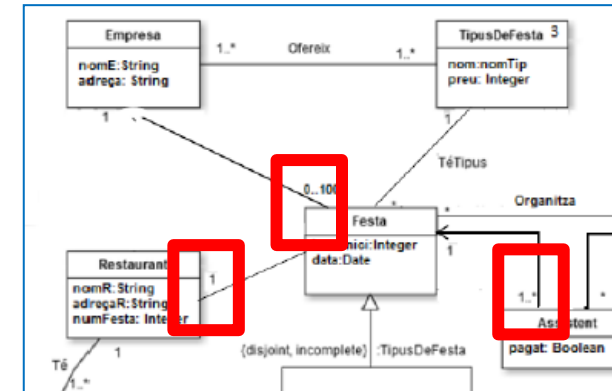 Empresa
nomE:String
adreça: String
1..*
Ofereix
1..*
TipusDeFesta 3
nom:nomTip
preu: Integer
1
1
TéTipus
0..100
*
*
Organitza
Festa
nici:Integer
data:Date
1
1
Restaurant
nomR:String
adreçaR:String
numFesta: Integer
1..*
*
Assistent
pagat: Boolean
Té
1
1..*
{disjoint, incomplete}
:TipusDeFesta